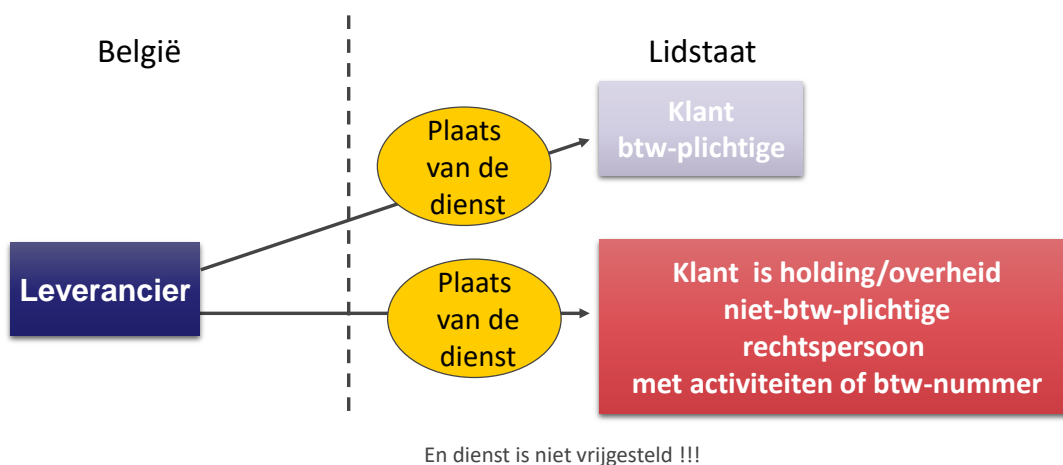 België
Lidstaat
Klant
btw-plichtige
Plaats
van de
dienst
Leverancier
Plaats
van de
dienst
Klant is holding/overheid
niet-btw-plichtige
rechtspersoon
met activiteiten of btw-nummer
En dienst is niet vrijgesteld !!!